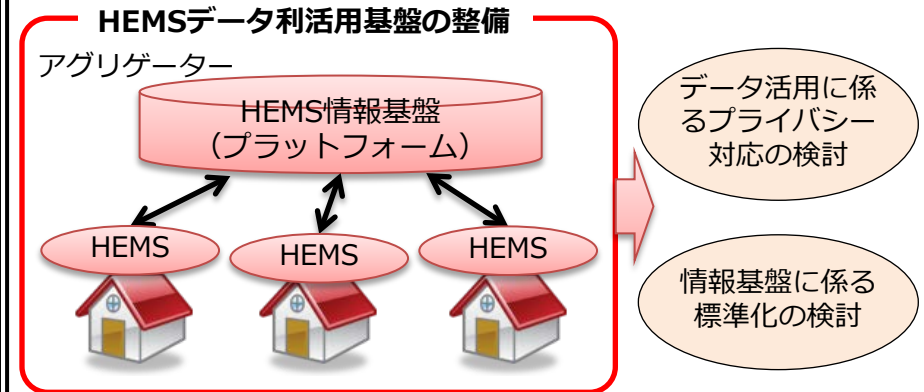 HEMSデータ利活用基盤の整備
アグリゲーター
HEMS情報基盤
（プラットフォーム）
HEMS
HEMS
HEMS
データ活用に係
るプライバシー
対応の検討
情報基盤に係る
標準化の検討